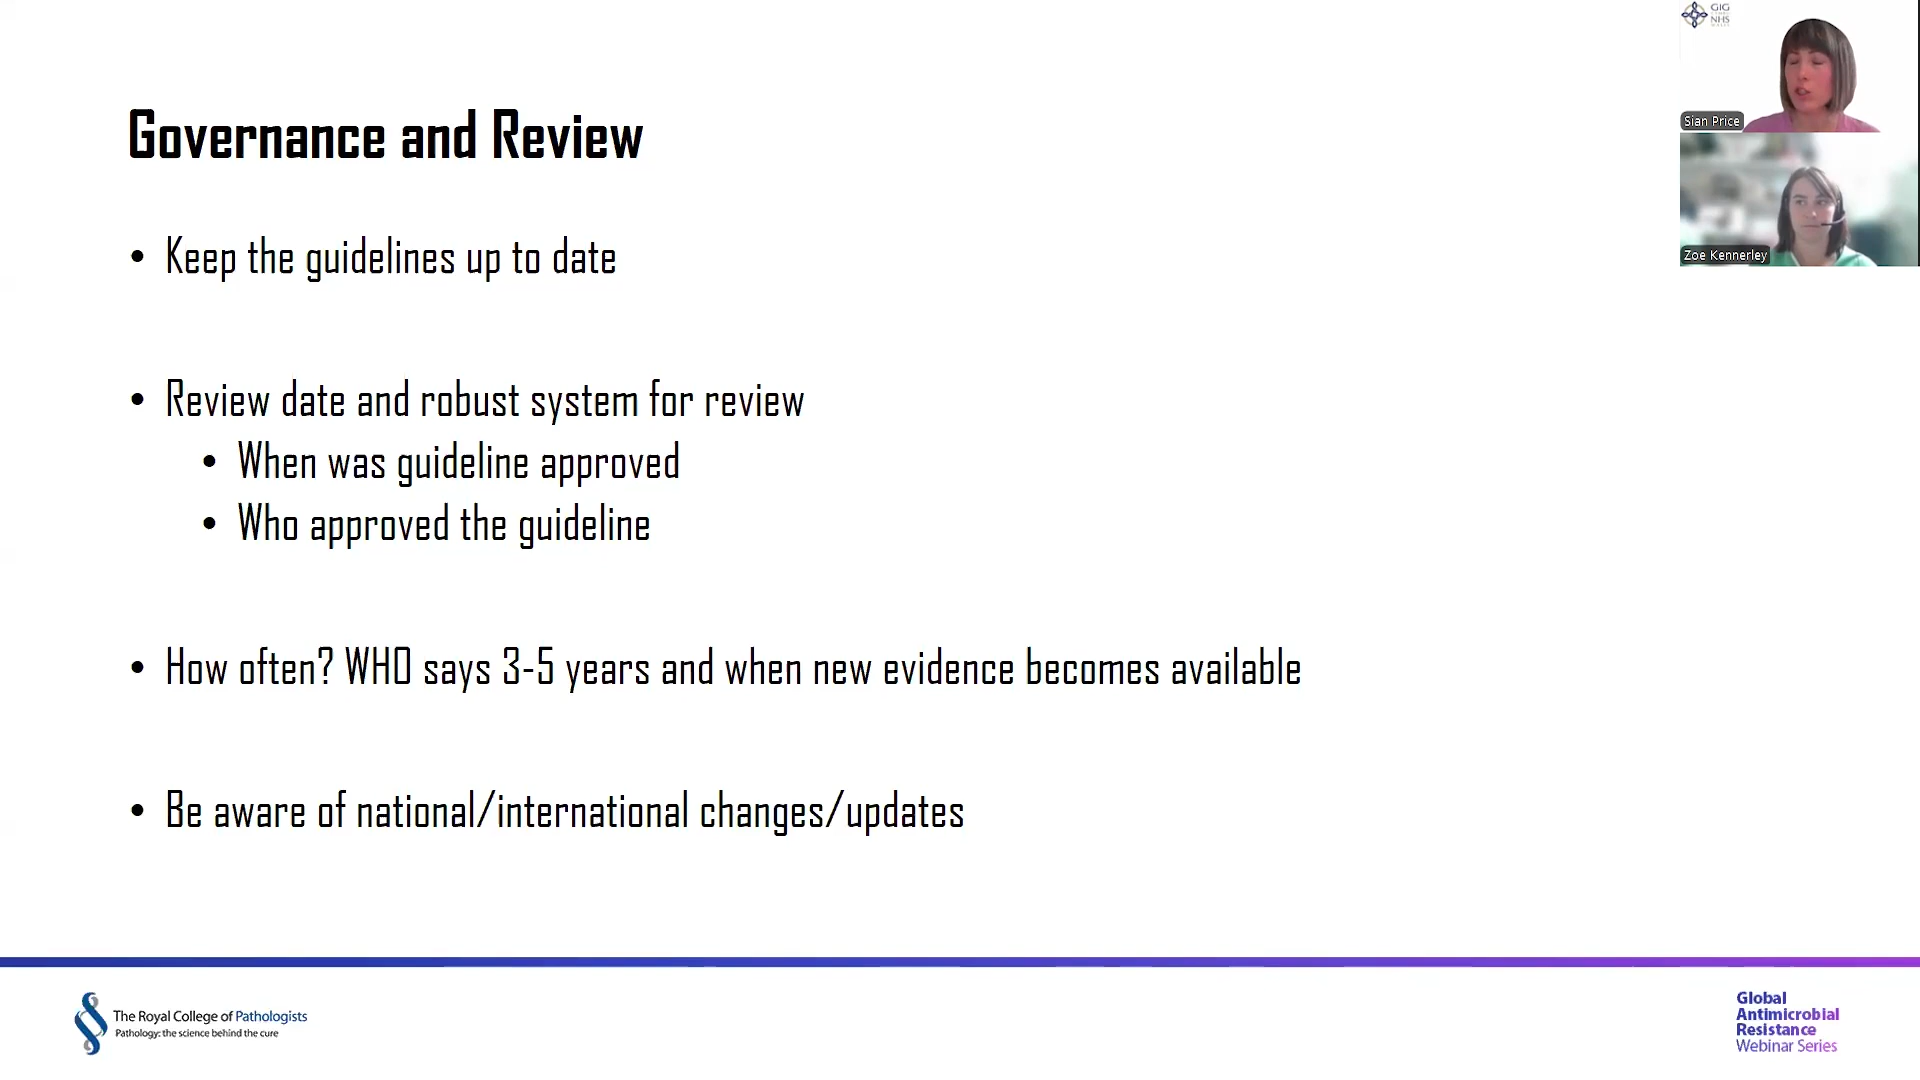 GIG
NHS
Governance and Review
Sian Price
Zoe Kennerley
• Keep the guidelines up to date
• Review date and robust system for review
• When was guideline approved
• Who approved the guideline
• How often? WHO says 3-5 years and when new evidence becomes available
• Be aware of national/international changes/updates
The Royal College of Pathologists
Pathology: the science behind the cure
Global
Antimicrobial
Resistance
Webinar Series